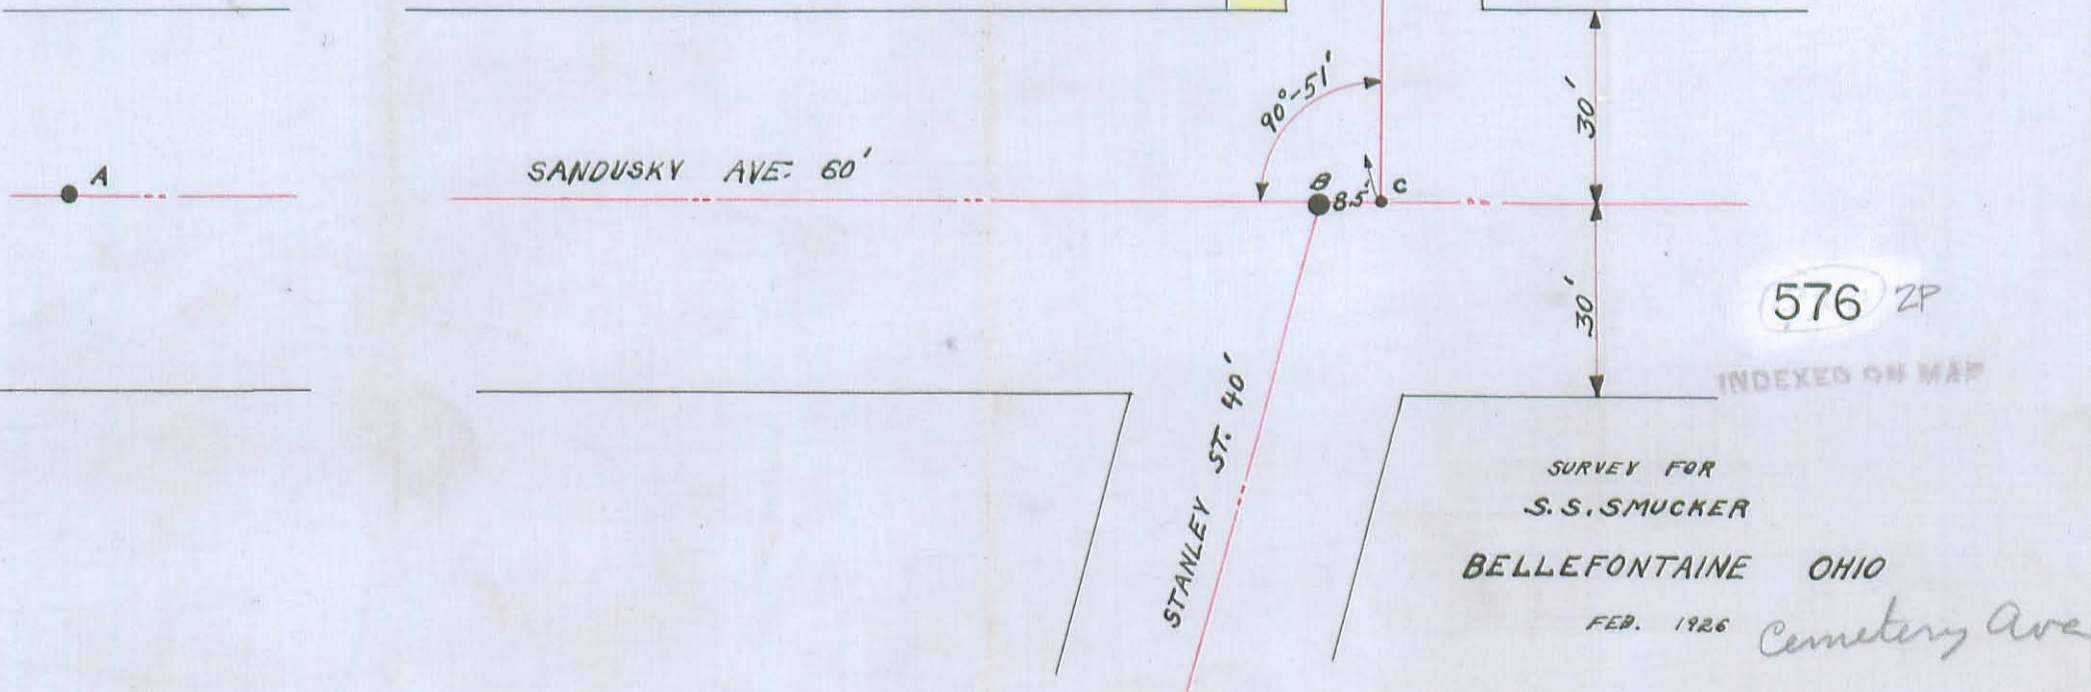 90°-51'
30'
A
SANDUSKY AVE. 60'
B
8.5'
C
30'
576 2P
INDEXED ON MAP
STANLEY ST. 40'
SURVEY FOR
S.S. SMUCKER
BELLEFONTAINE OHIO
FEB. 1926
Cemetery Ave